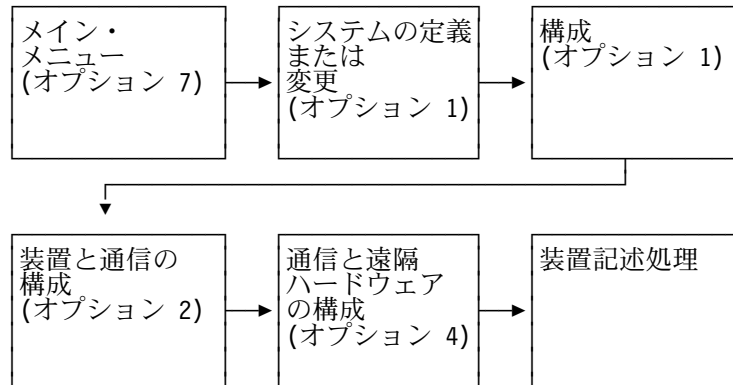 メイン・
メニュー
(オプション 7)
システムの定義
または
変更
(オプション 1)
構成
(オプション 1)
装置と通信の
構成
(オプション 2)
通信と遠隔
ハードウェア
の構成
(オプション 4)
装置記述処理